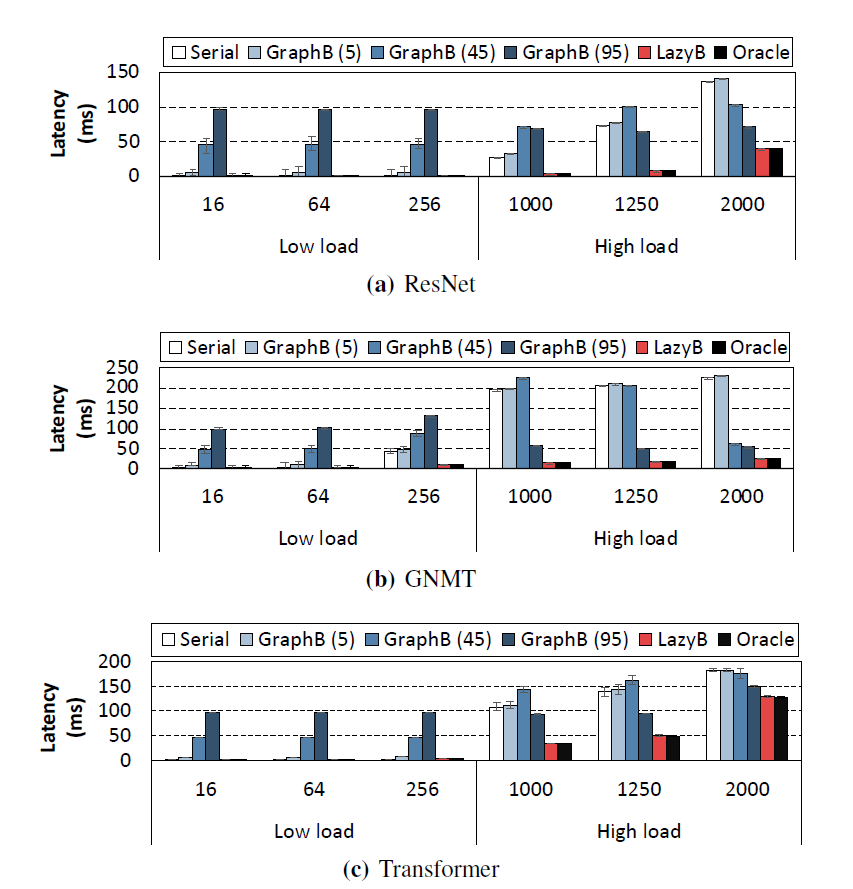 Serial GraphB (5) GraphB (45) GraphB (95) LazyB Oracle
Latency (ms)
150
100
50
0
16 64 256 1000 1250 2000
Low load High load
(a) ResNet
Serial GraphB (5) GraphB (45) GraphB (95) LazyB Oracle
Latency (ms)
250
200
150
100
50
0
16 64 256 1000 1250 2000
Low load High load
(b) GNMT
Serial GraphB (5) GraphB (45) GraphB (95) LazyB Oracle
Latency (ms)
200
150
100
50
0
16 64 256 1000 1250 2000
Low load High load
(c) Transformer